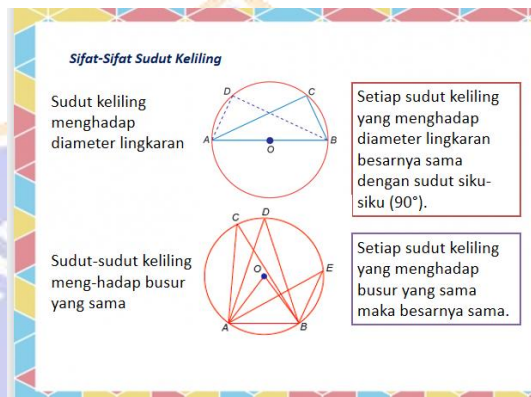 Sifat-Sifat Sudut Keliling
Sudut keliling
menghadap
diameter lingkaran
D
C
A
B
O
Setiap sudut keliling
yang menghadap
diameter lingkaran
besarnya sama
dengan sudut siku-
siku (90°).
Sudut-sudut keliling
meng-hadap busur
yang sama
C
D
O
E
A
B
Setiap sudut keliling
yang menghadap
busur yang sama
maka besarnya sama.